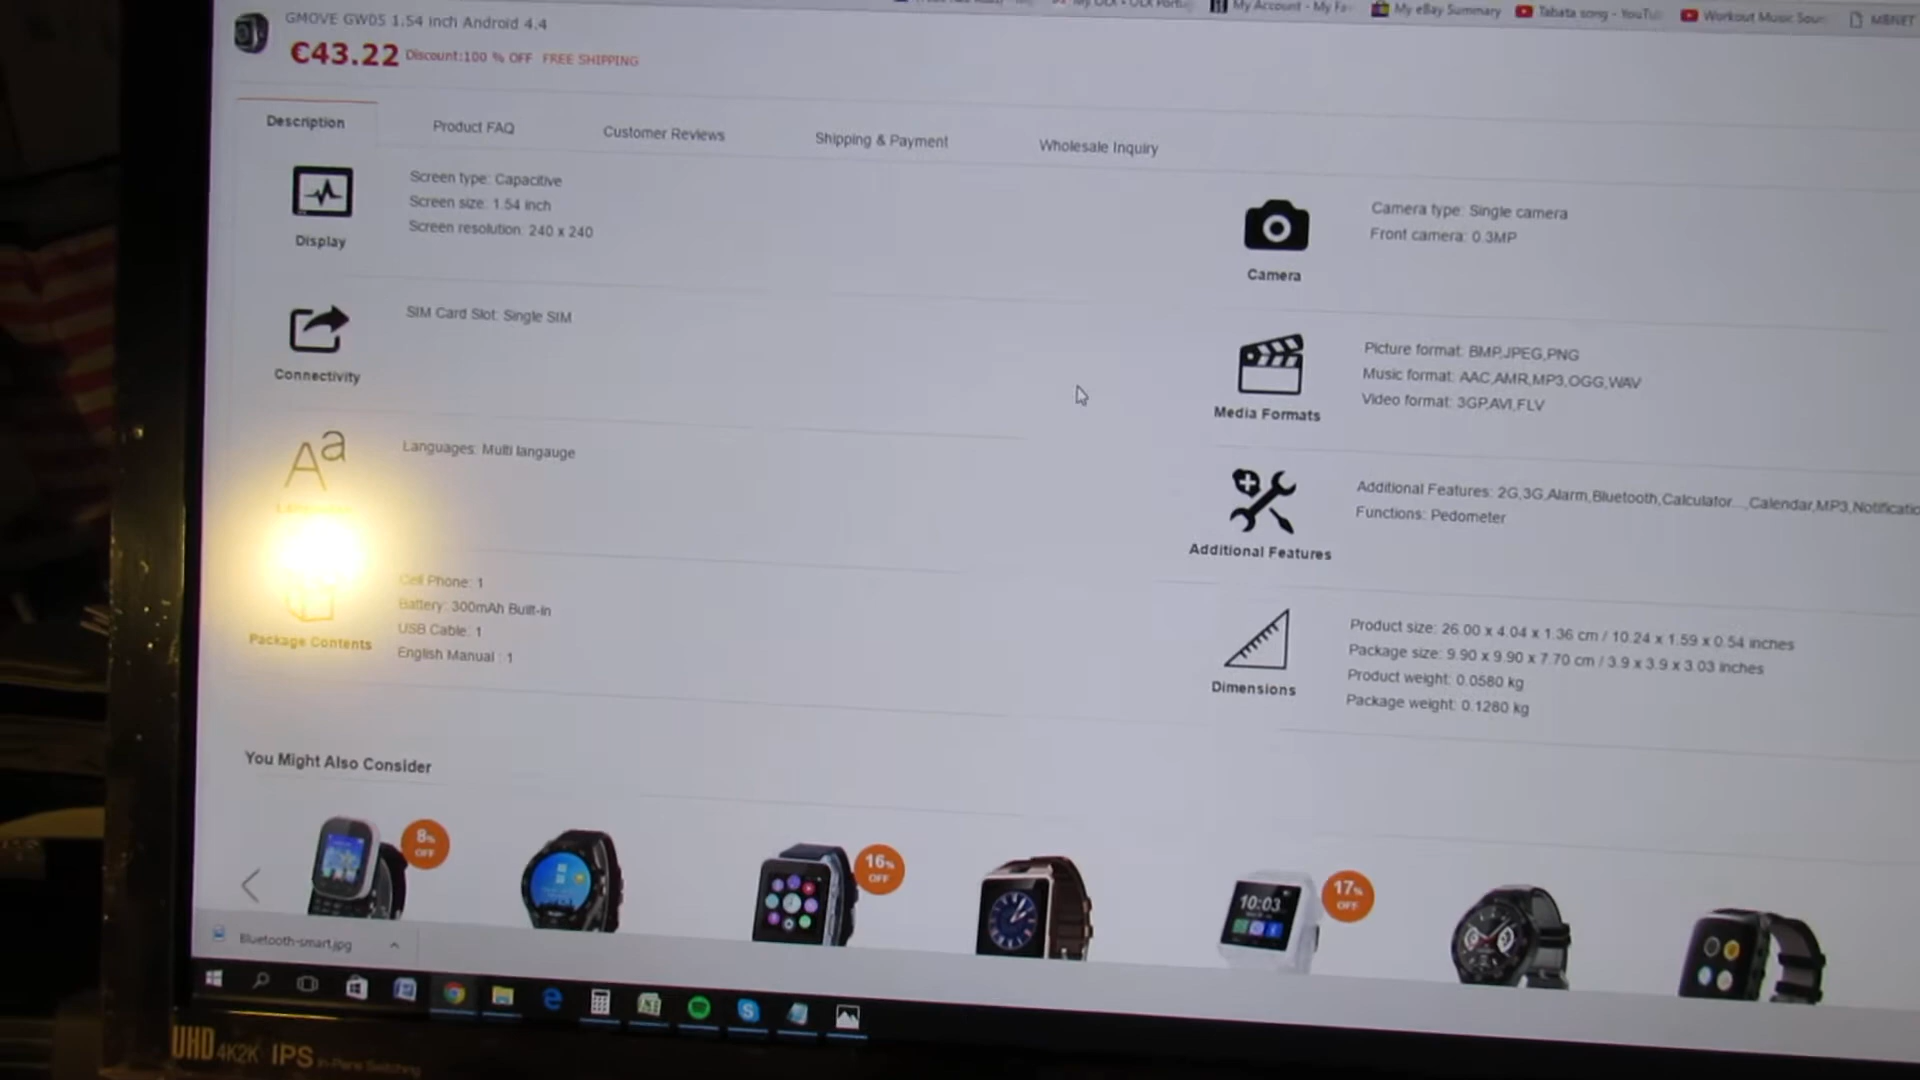 My eBay Summary
Tabata song - YouTu
Workout Music Sour
MBNET
GMOVE GW05 1.54 inch Android 4.4
€43.22 Discount:100 % OFF FREE SHIPPING
Description
Product FAQ
Customer Reviews
Shipping & Payment
Wholesale Inquiry
Display
Screen type: Capacitive
Screen size: 1.54 inch
Screen resolution: 240 x 240
Camera
Camera type: Single camera
Front camera: 0.3MP
Connectivity
SIM Card Slot: Single SIM
Media Formats
Picture format: BMP,JPEG,PNG
Music format: AAC,AMR,MP3,OGG,WAV
Video format: 3GP,AVI,FLV
Aa
Languages: Multi langauge
Additional Features
Additional Features: 2G,3G,Alarm,Bluetooth,Calculator...,Calendar,MP3,Notificatio
Functions: Pedometer
Package Contents
Cell Phone: 1
Battery: 300mAh Built-in
USB Cable: 1
English Manual : 1
Dimensions
Product size: 26.00 x 4.04 x 1.36 cm / 10.24 x 1.59 x 0.54 inches
Package size: 9.90 x 9.90 x 7.70 cm / 3.9 x 3.9 x 3.03 inches
Product weight: 0.0580 kg
Package weight: 0.1280 kg
You Might Also Consider
8% OFF
16% OFF
10:03
17% OFF
Bluetooth-smart.jpg
UHD 4K2K IPS In-Plane Switching